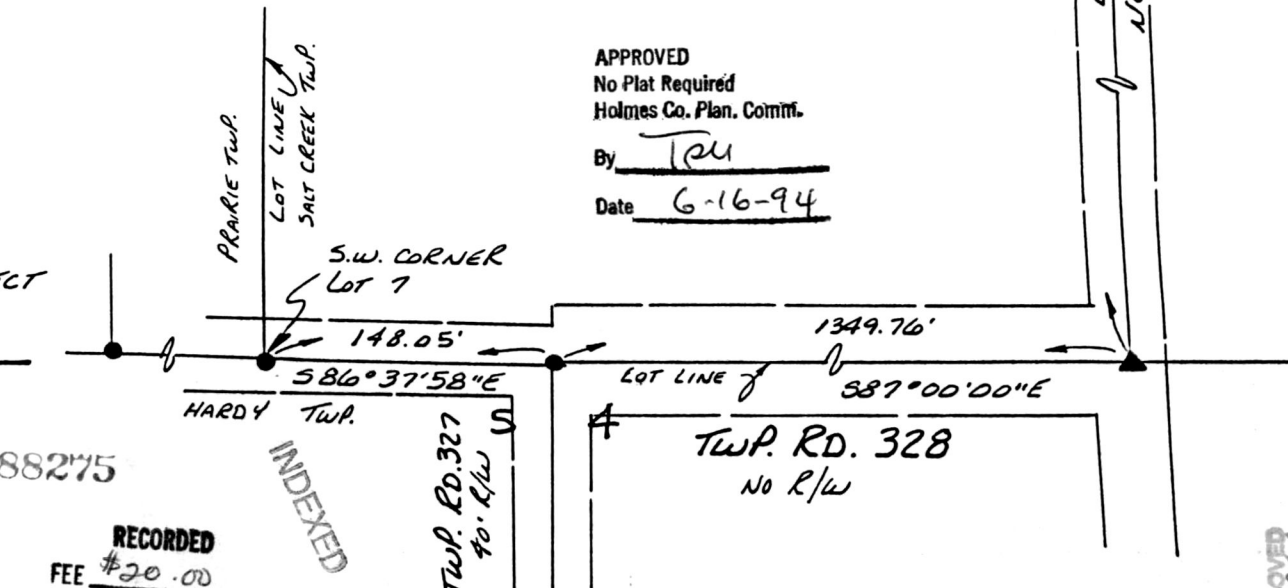 APPROVED
No Plat Required
Holmes Co. Plan. Comm.
By
Date 6-16-94
PRAIRIE TWP.
LOT LINE
SALT CREEK TWP.
S.W. CORNER
LOT 7
148.05'
1349.76'
S86°37'58"E
LOT LINE
S87°00'00"E
HARDY TWP.
5
4
TWP. RD. 327
40' R/W
TWP. RD. 328
NO R/W
88275
INDEXED
RECORDED
FEE $20.00